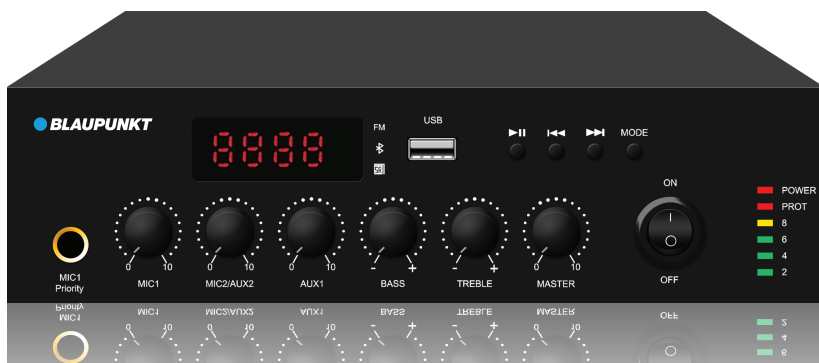 BLAUPUNKT
8888
FM
USB
MODE
ON
OFF
POWER
PROT
8
6
4
2
MIC1
Priority
0 10
MIC1
0 10
MIC2/AUX2
0 10
AUX1
- +
BASS
- +
TREBLE
0 10
MASTER